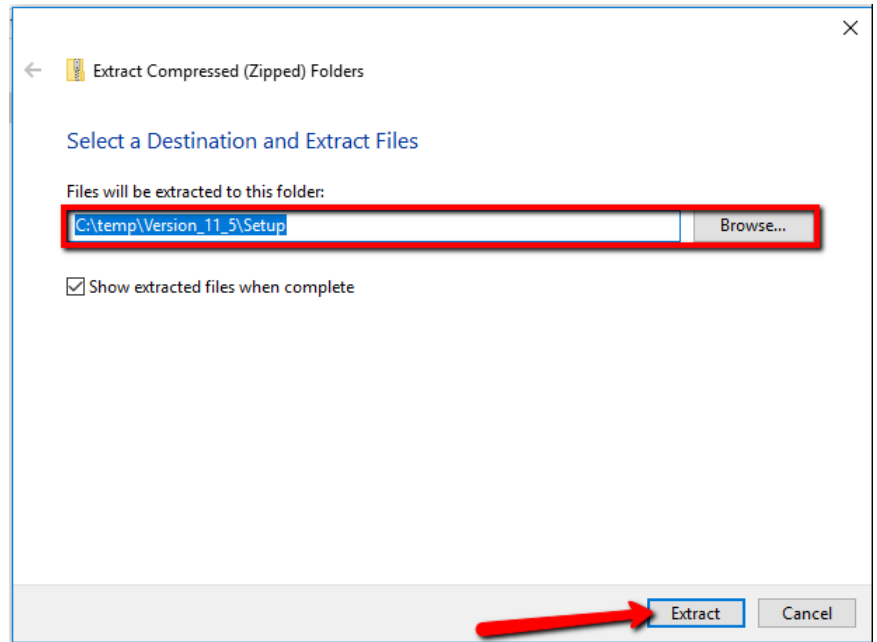 Extract Compressed (Zipped) Folders
Select a Destination and Extract Files
Files will be extracted to this folder:
C:\temp\Version_11_5\Setup
Browse...
Show extracted files when complete
Extract
Cancel